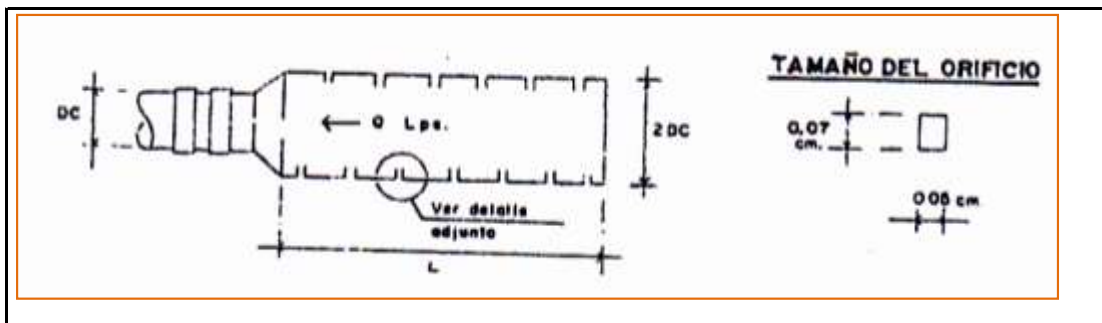 TAMAÑO DEL ORIFICIO
DC
Q Lps.
2 DC
0,07
cm.
0.05 cm
Ver detalle
adjunto
L